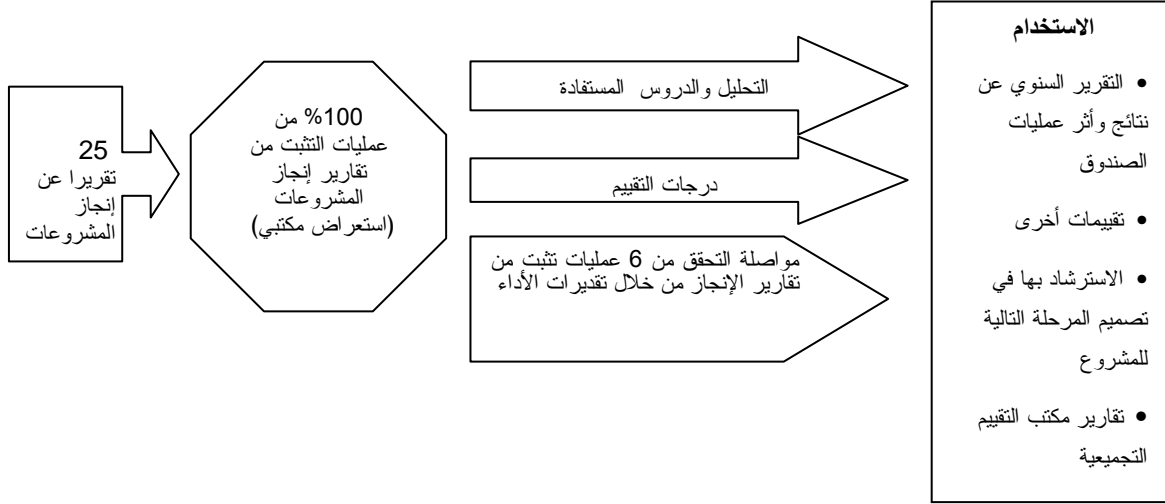 25
تقريرا عن
إنجاز
المشروعات
100% من
عمليات التثبت من
تقارير إنجاز
المشروعات
(استعراض مكتبي)
التحليل والدروس المستفادة
درجات التقييم
مواصلة التحقق من 6 عمليات تثبت من
تقارير الإنجاز من خلال تقديرات الأداء
الاستخدام
• التقرير السنوي عن
نتائج وأثر عمليات
الصندوق
• تقييمات أخرى
• الاسترشاد بها في
تصميم المرحلة التالية
للمشروع
• تقارير مكتب التقييم
التجميعية